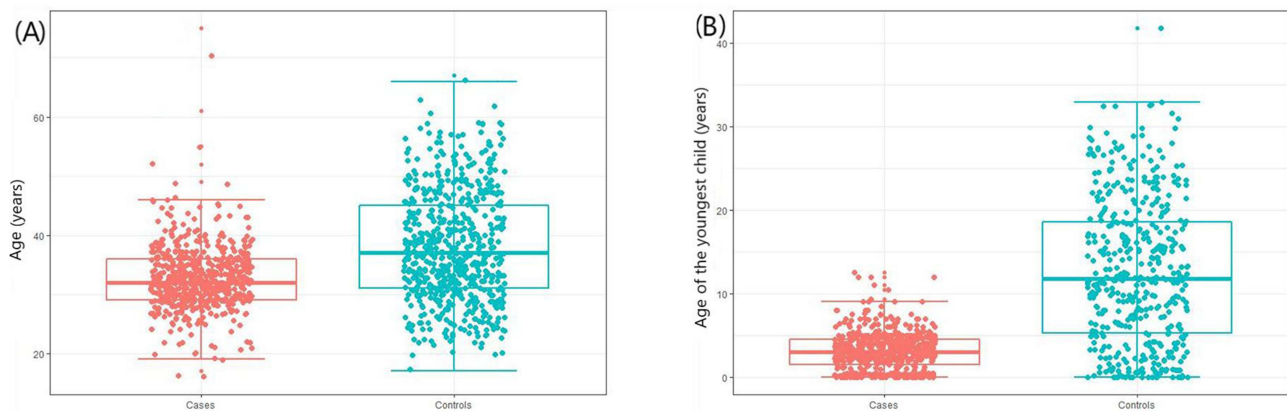 (A)
Age (years)
60
40
20
Cases
Controls
(B)
Age of the youngest child (years)
40
30
20
10
0
Cases
Controls